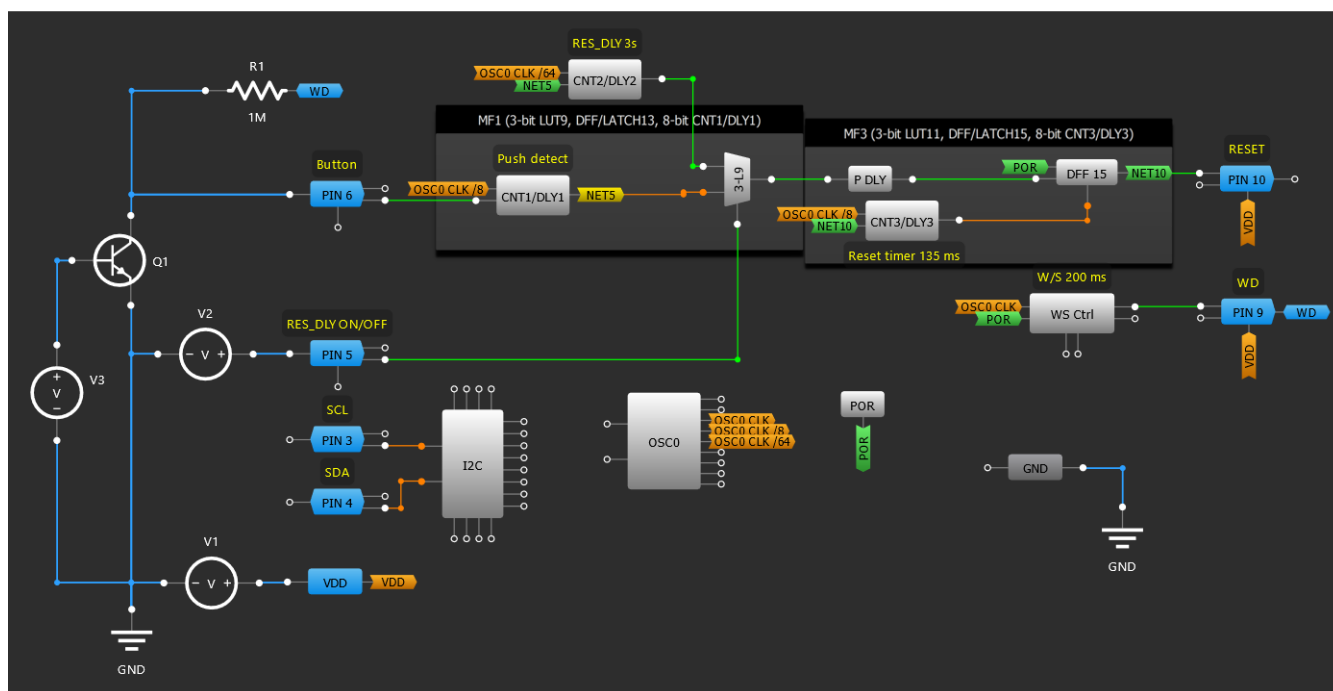 RES_DLY 3s
OSC0 CLK /64
NET5
CNT2/DLY2
R1
1M
WD
MF1 (3-bit LUT9, DFF/LATCH13, 8-bit CNT1/DLY1)
MF3 (3-bit LUT11, DFF/LATCH15, 8-bit CNT3/DLY3)
Button
PIN 6
Push detect
OSC0 CLK /8
CNT1/DLY1
NET5
3-L9
P DLY
POR
DFF 15
NET10
RESET
PIN 10
VDD
OSC0 CLK /8
NET10
CNT3/DLY3
Reset timer 135 ms
Q1
W/S 200 ms
OSC0 CLK
POR
WS Ctrl
WD
PIN 9
WD
VDD
V2
- V +
RES_DLY ON/OFF
PIN 5
+
V
-
V3
SCL
PIN 3
SDA
PIN 4
I2C
OSC0
OSC0 CLK
OSC0 CLK /8
OSC0 CLK /64
POR
POR
GND
GND
V1
- V +
VDD
VDD
GND